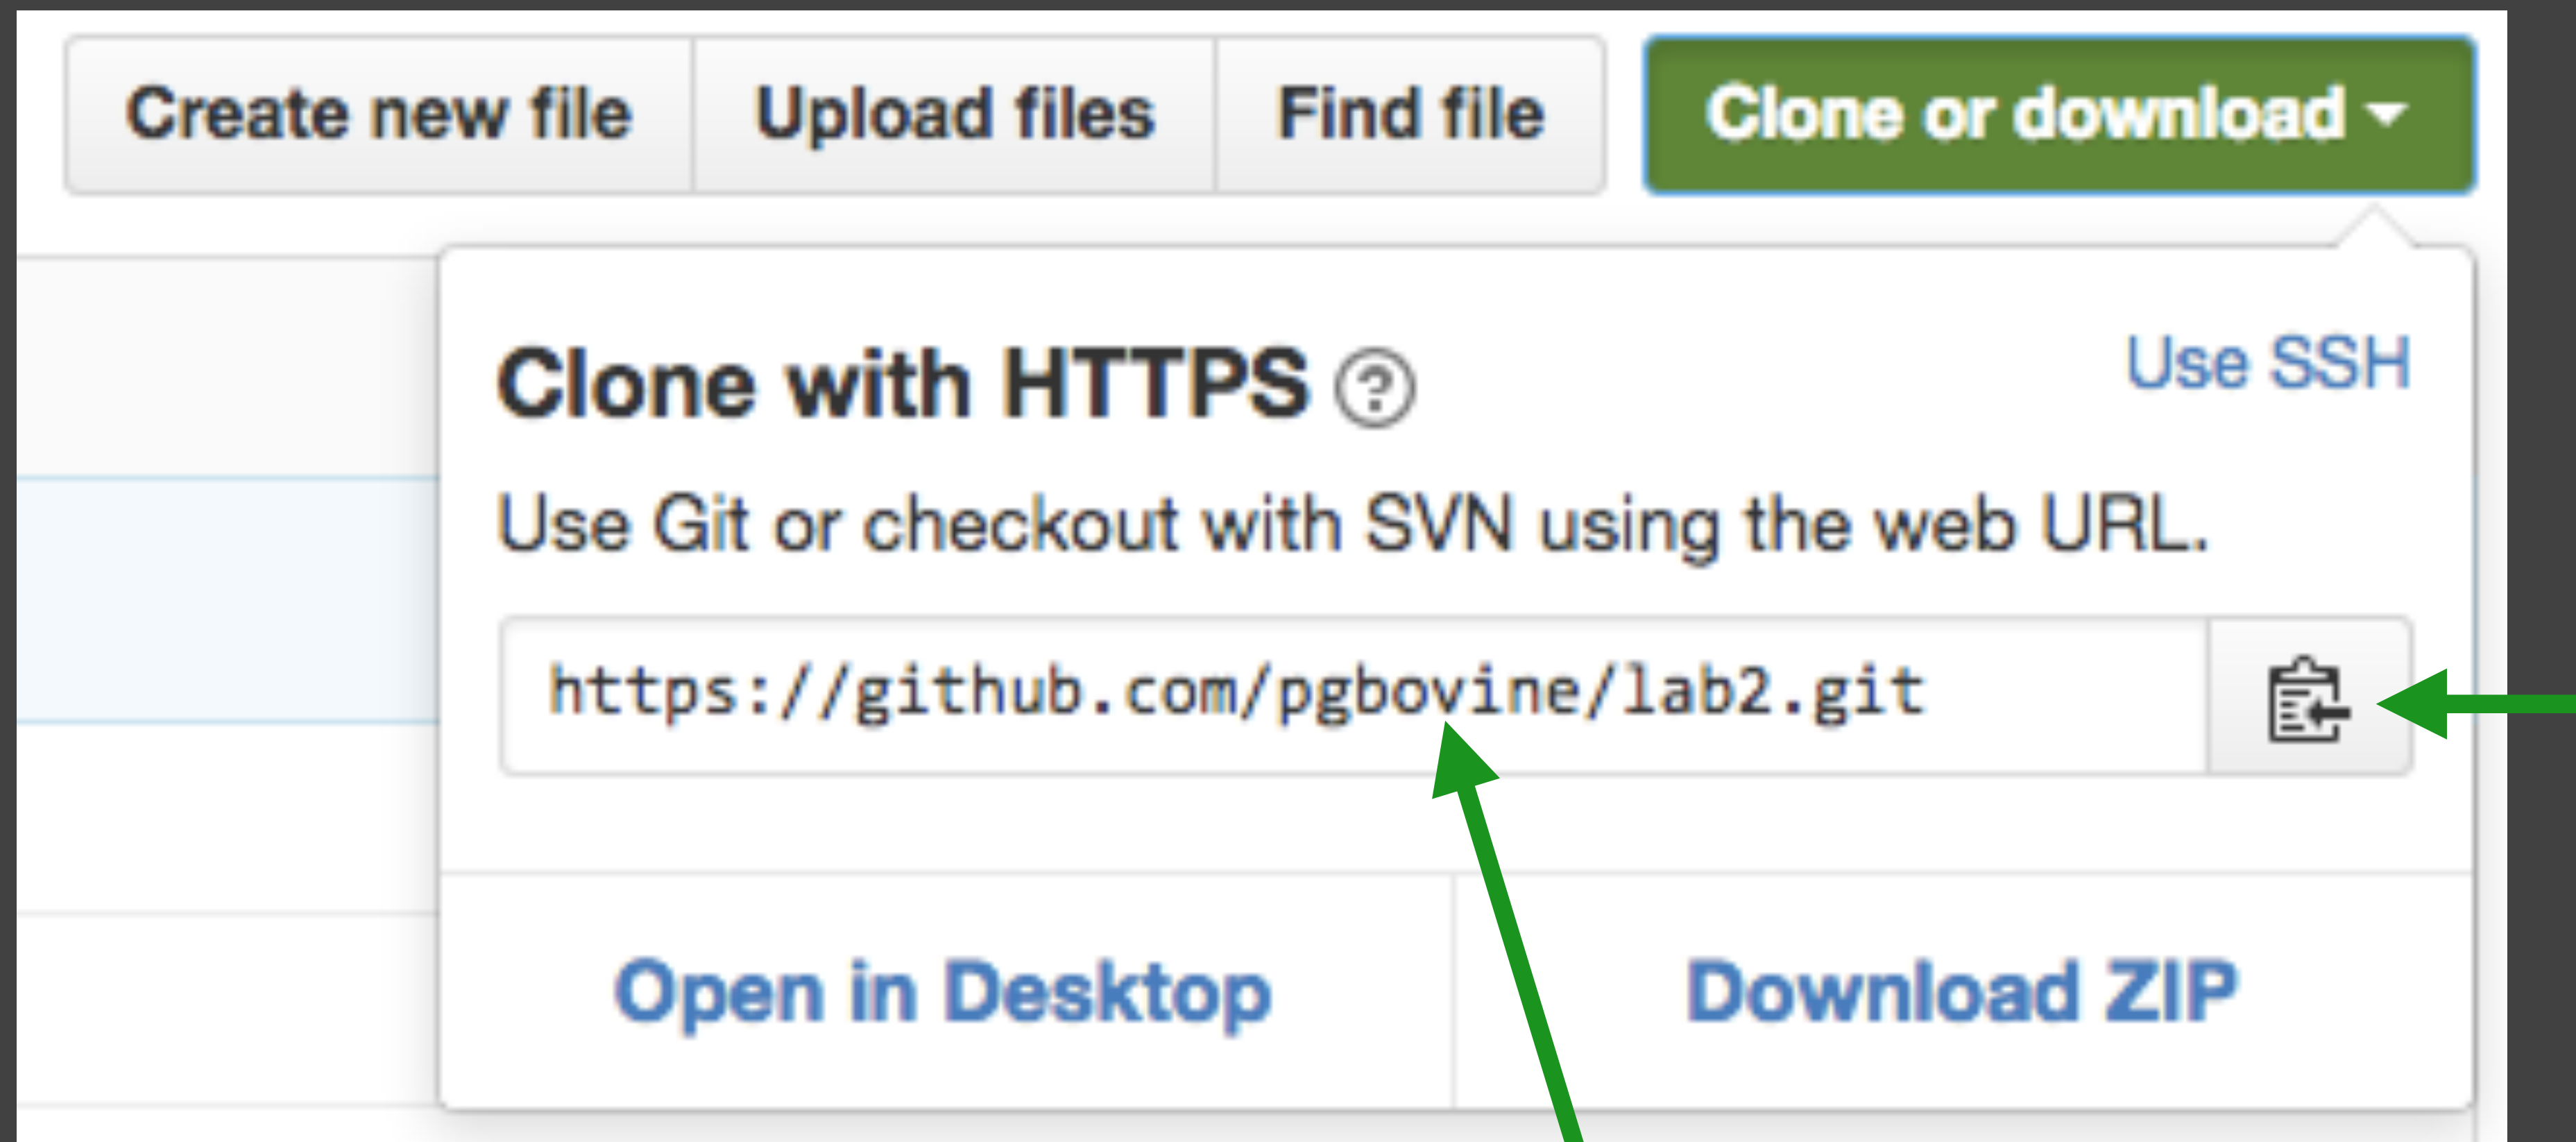 Create new file Upload files Find file Clone or download
Clone with HTTPS Use SSH
Use Git or checkout with SVN using the web URL.
https://github.com/pgbovine/lab2.git
Open in Desktop Download ZIP